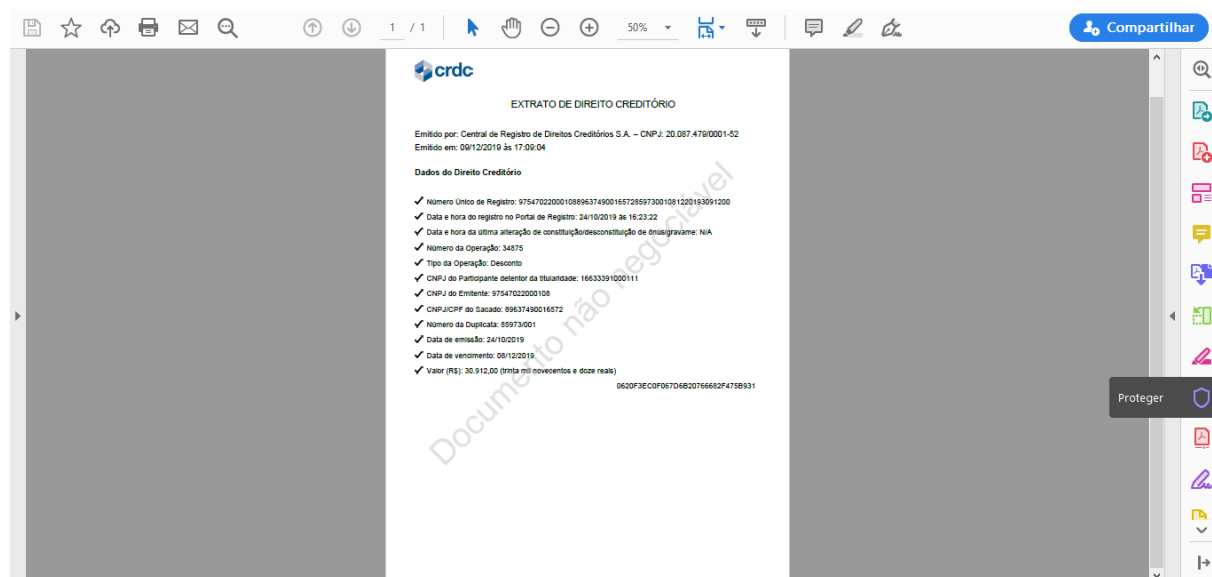 1 / 1
50%
Compartilhar
crdc
EXTRATO DE DIREITO CREDITÓRIO
Emitido por: Central de Registro de Direitos Creditórios S.A. – CNPJ: 20.087.479/0001-52
Emitido em: 09/12/2019 às 17:09:04
Dados do Direito Creditório
Número Único de Registro: 9754702200010889637490016572859730010812201930912​00
Data e hora do registro no Portal de Registro: 24/10/2019 às 16:23:22
Data e hora da última alteração de constituição/desconstituição de ônus/gravame: N/A
Número da Operação: 34875
Tipo da Operação: Desconto
CNPJ do Participante detentor da titularidade: 16633391000111
CNPJ do Emitente: 97547022000108
CNPJ/CPF do Sacado: 89637490016572
Número da Duplicata: 85973/001
Data de emissão: 24/10/2019
Data de vencimento: 08/12/2019
Valor (R$): 30.912,00 (trinta mil novecentos e doze reais)
0620F3EC0F067D6B20766682F475B931
Documento não negociável
Proteger